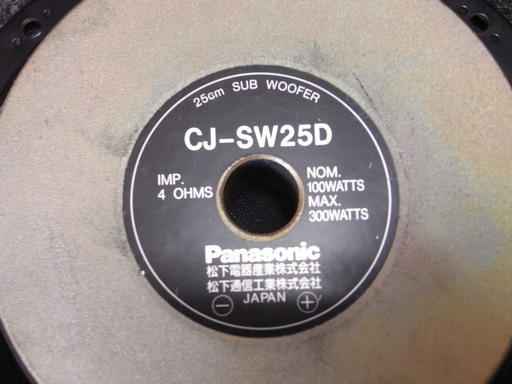 25cm SUB WOOFER
CJ-SW25D
IMP.
4 OHMS
NOM.
100WATTS
MAX.
300WATTS
Panasonic
松下電器産業株式会社
松下通信工業株式会社
JAPAN
⊖ ⊕